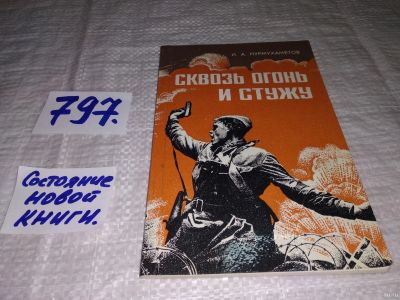 797.
Состояние
новой
книги.
Л. А. НУРМУХАМЕТОВ
СКВОЗЬ ОГОНЬ
И СТУЖУ